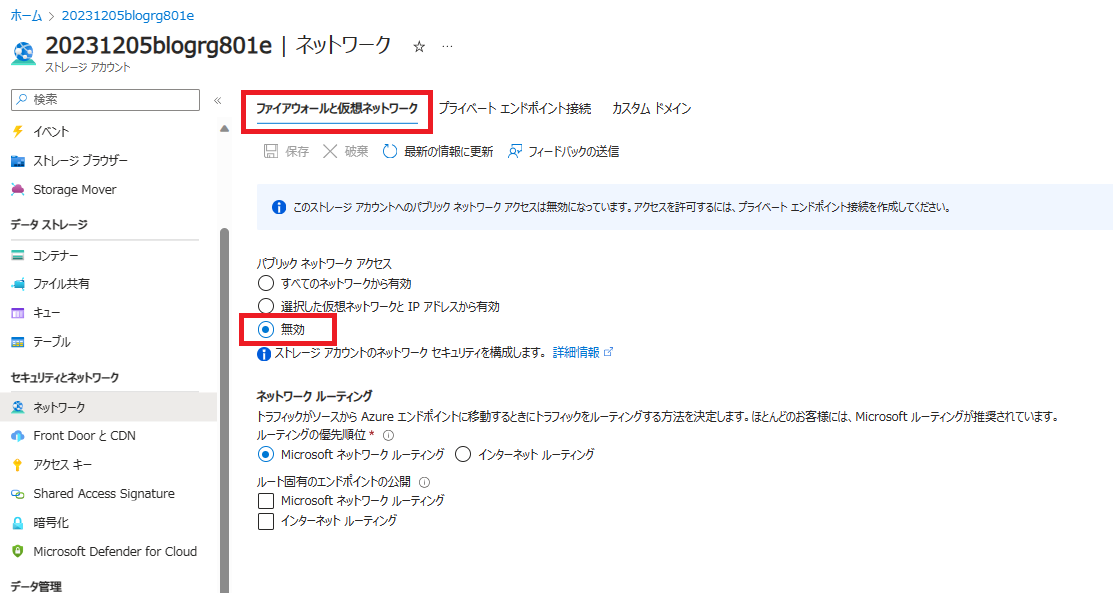 ホーム > 20231205blogrg801e
20231205blogrg801e | ネットワーク ☆ …
ストレージ アカウント
検索 «
イベント
ストレージ ブラウザー
Storage Mover
データ ストレージ
コンテナー
ファイル共有
キュー
テーブル
セキュリティとネットワーク
ネットワーク
Front Door と CDN
アクセス キー
Shared Access Signature
暗号化
Microsoft Defender for Cloud
データ管理
ファイアウォールと仮想ネットワーク プライベート エンドポイント接続 カスタム ドメイン
保存 破棄 最新の情報に更新 フィードバックの送信
このストレージ アカウントへのパブリック ネットワーク アクセスは無効になっています。アクセスを許可するには、プライベート エンドポイント接続を作成してください。
パブリック ネットワーク アクセス
すべてのネットワークから有効
選択した仮想ネットワークと IP アドレスから有効
無効
ストレージ アカウントのネットワーク セキュリティを構成します。 詳細情報
ネットワーク ルーティング
トラフィックがソースから Azure エンドポイントに移動するときにトラフィックをルーティングする方法を決定します。ほとんどのお客様には、Microsoft ルーティングが推奨されています。
ルーティングの優先順位 *
Microsoft ネットワーク ルーティング インターネット ルーティング
ルート固有のエンドポイントの公開
Microsoft ネットワーク ルーティング
インターネット ルーティング